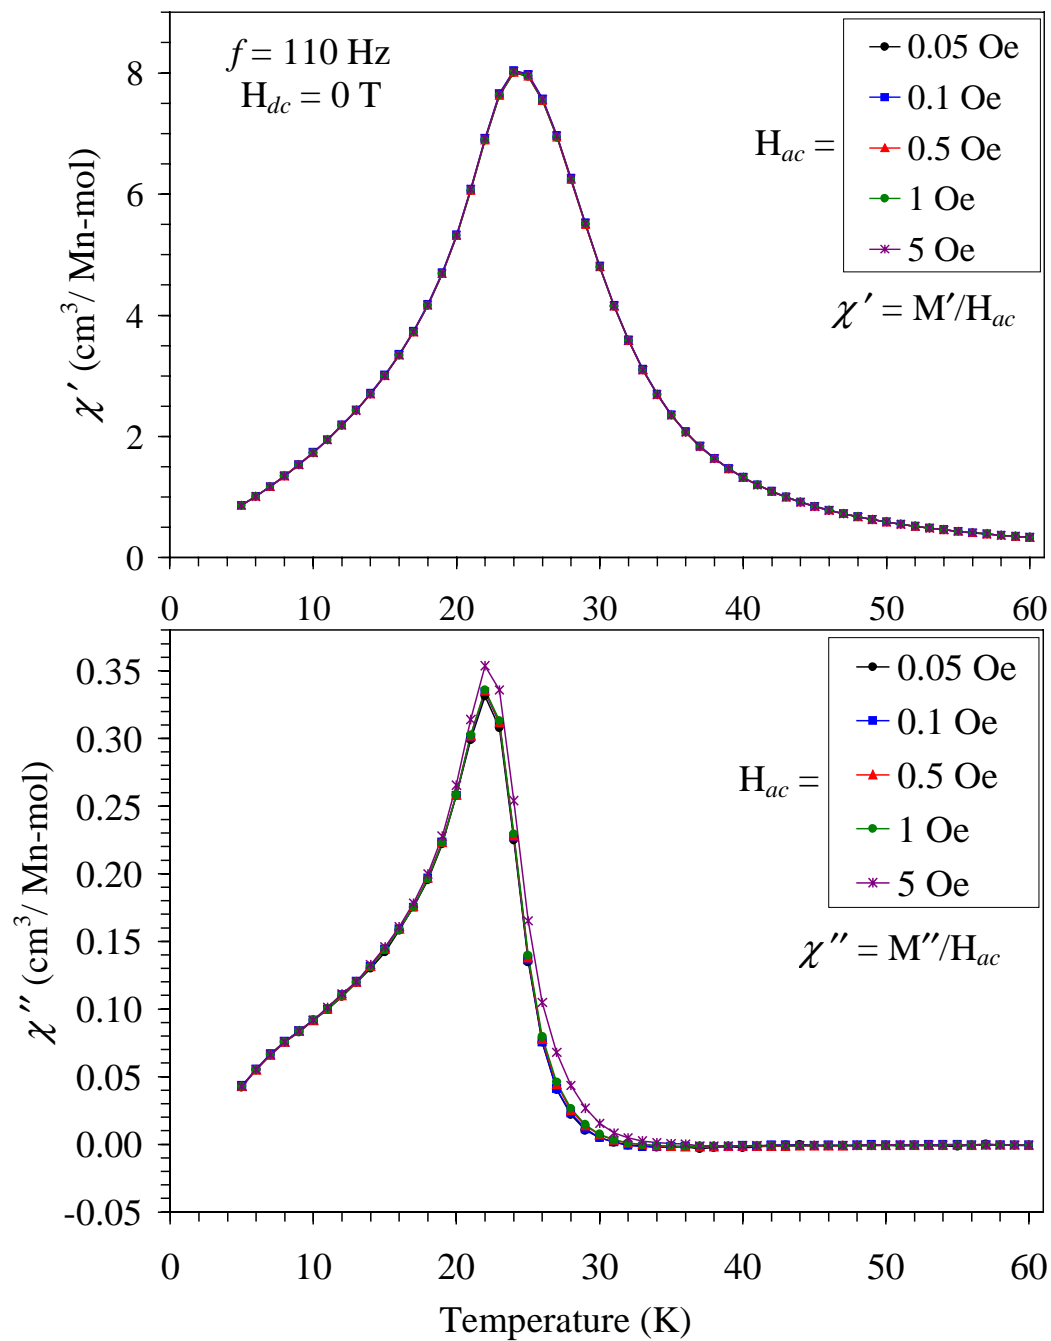 f = 110 Hz
H_dc = 0 T
H_ac =
0.05 Oe
0.1 Oe
0.5 Oe
1 Oe
5 Oe
χ′ = M′/H_ac
χ′ (cm³/ Mn-mol)
8
6
4
2
0
0 10 20 30 40 50 60
H_ac =
0.05 Oe
0.1 Oe
0.5 Oe
1 Oe
5 Oe
χ″ = M″/H_ac
χ″ (cm³/ Mn-mol)
0.35
0.30
0.25
0.20
0.15
0.10
0.05
0.00
-0.05
0 10 20 30 40 50 60
Temperature (K)